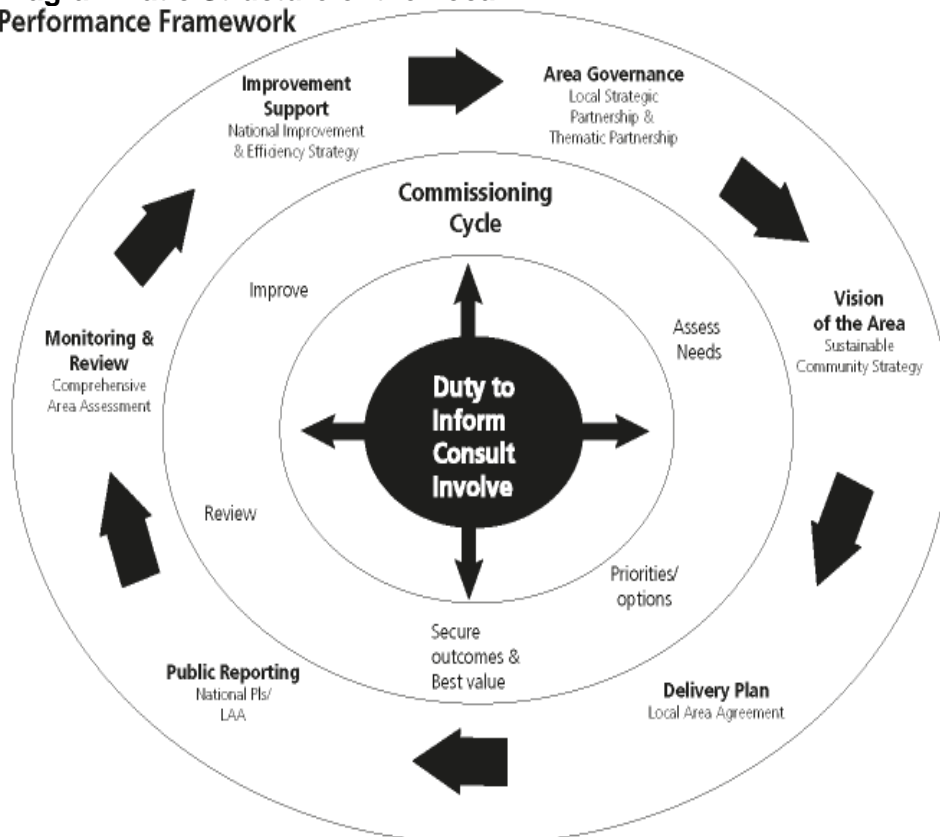 Performance Framework
Improvement
Support
National Improvement
& Efficiency Strategy
Area Governance
Local Strategic
Partnership &
Thematic Partnership
Commissioning
Cycle
Improve
Assess
Needs
Vision
of the Area
Sustainable
Community Strategy
Monitoring &
Review
Comprehensive
Area Assessment
Duty to
Inform
Consult
Involve
Review
Priorities/
options
Secure
outcomes &
Best value
Public Reporting
National PIs/
LAA
Delivery Plan
Local Area Agreement